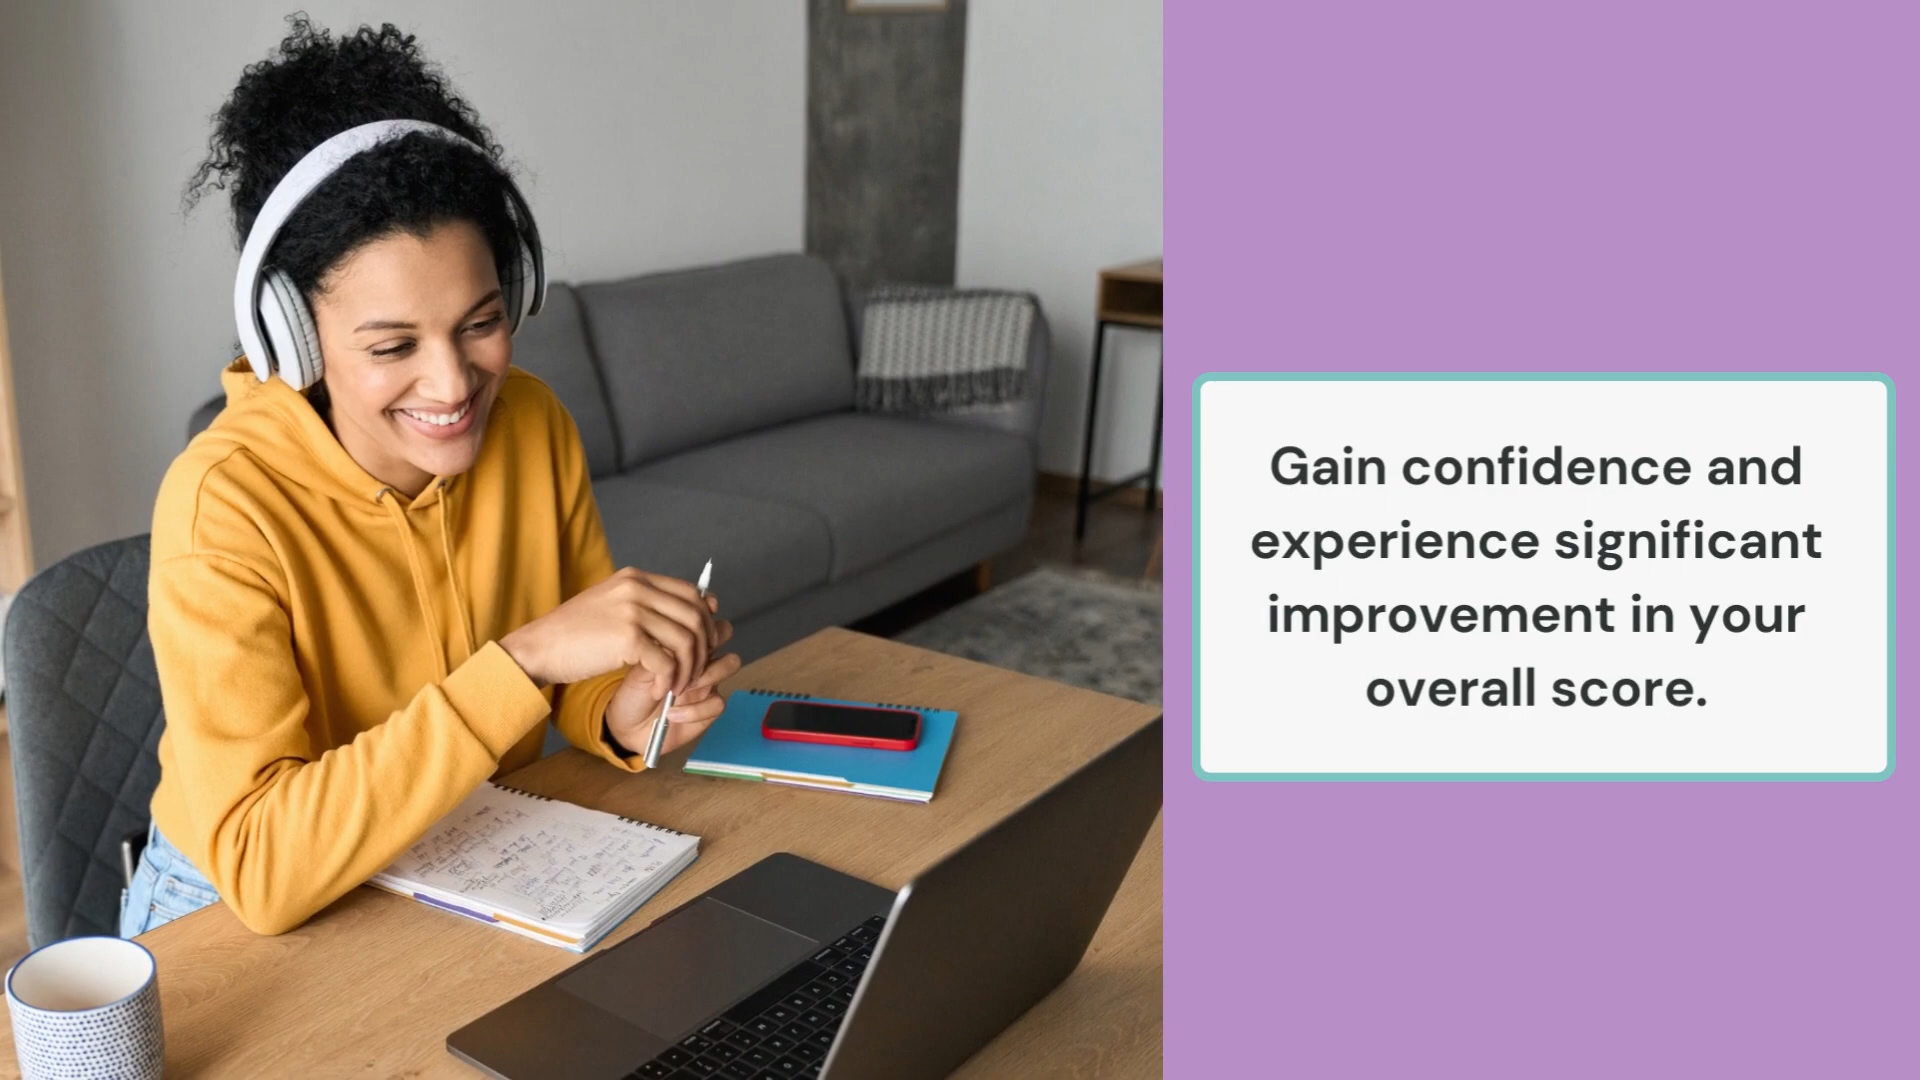 Gain confidence and
experience significant
improvement in your
overall score.